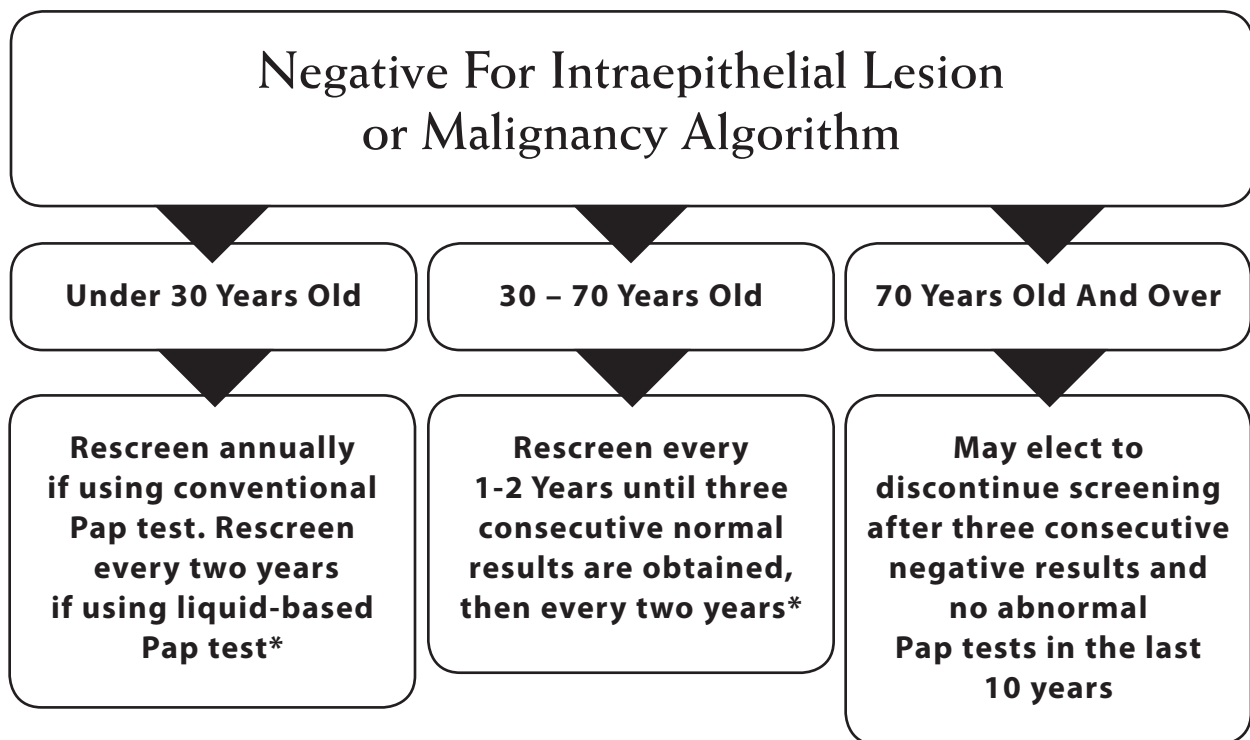 Negative For Intraepithelial Lesion
or Malignancy Algorithm
Under 30 Years Old
30 – 70 Years Old
70 Years Old And Over
Rescreen annually
if using conventional
Pap test. Rescreen
every two years
if using liquid-based
Pap test*
Rescreen every
1-2 Years until three
consecutive normal
results are obtained,
then every two years*
May elect to
discontinue screening
after three consecutive
negative results and
no abnormal
Pap tests in the last
10 years